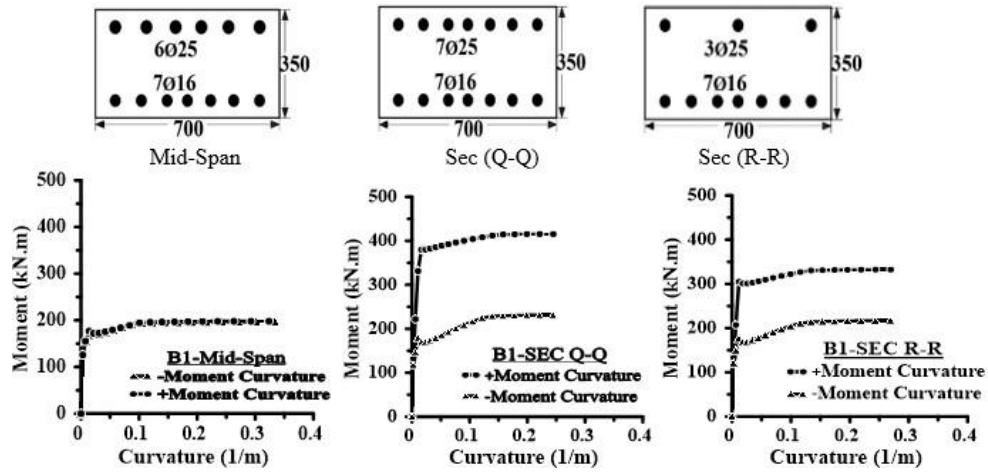 6Ø25
7Ø16
350
700
Mid-Span
7Ø25
7Ø16
350
700
Sec (Q-Q)
3Ø25
7Ø16
350
700
Sec (R-R)
Moment (kN.m)
500
400
300
200
100
0
B1-Mid-Span
-Moment Curvature
+Moment Curvature
0 0.1 0.2 0.3 0.4
Curvature (1/m)
Moment (kN.m)
500
400
300
200
100
0
B1-SEC Q-Q
+Moment Curvature
-Moment Curvature
0 0.1 0.2 0.3 0.4
Curvature (1/m)
Moment (kN.m)
500
400
300
200
100
0
B1-SEC R-R
+Moment Curvature
-Moment Curvature
0 0.1 0.2 0.3 0.4
Curvature (1/m)